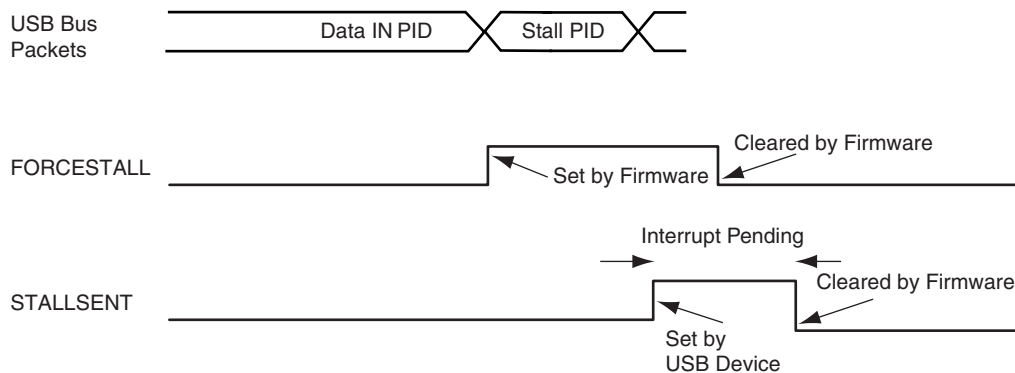 USB Bus
Packets
Data IN PID
Stall PID
FORCESTALL
Set by Firmware
Cleared by Firmware
Interrupt Pending
STALLSENT
Cleared by Firmware
Set by
USB Device